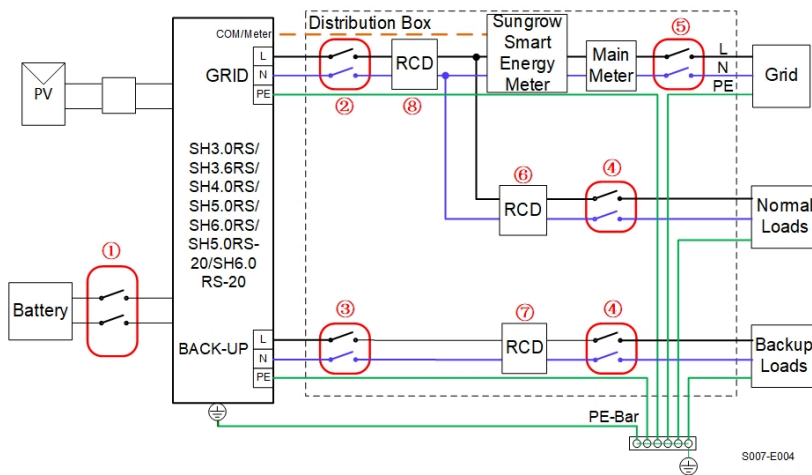 COM/Meter
Distribution Box
Sungrow
Smart
Energy
Meter
Main
Meter
⑤
L
N
PE
Grid
PV
GRID
L
N
PE
②
RCD
⑧
SH3.0RS/
SH3.6RS/
SH4.0RS/
SH5.0RS/
SH6.0RS/
SH5.0RS-
20/SH6.0
RS-20
⑥
RCD
④
Normal
Loads
①
Battery
BACK-UP
L
N
PE
③
⑦
RCD
④
Backup
Loads
PE-Bar
S007-E004